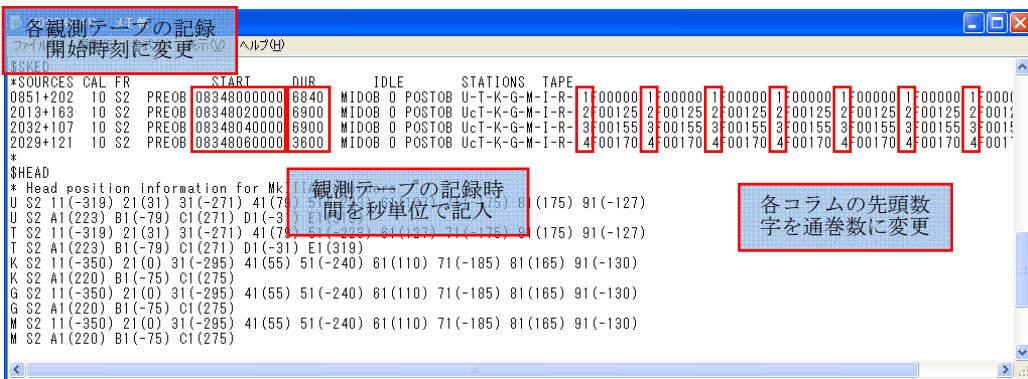 各観測テープの記録
開始時刻に変更
ヘルプ(H)
$SKED
*SOURCES CAL FR START DUR IDLE STATIONS TAPE
0851+202 10 S2 PREOB 08348000000 6840 MIDOB 0 POSTOB U-T-K-G-M-I-R- 1F00000 1F00000 1F00000 1F00000 1F00000 1F00000 1F000
2013+163 10 S2 PREOB 08348020000 6900 MIDOB 0 POSTOB UcT-K-G-M-I-R- 2F00125 2F00125 2F00125 2F00125 2F00125 2F00125 2F0012
2032+107 10 S2 PREOB 08348040000 6900 MIDOB 0 POSTOB UcT-K-G-M-I-R- 3F00155 3F00155 3F00155 3F00155 3F00155 3F00155 3F0015
2029+121 10 S2 PREOB 08348060000 3600 MIDOB 0 POSTOB UcT-K-G-M-I-R- 4F00170 4F00170 4F00170 4F00170 4F00170 4F00170 4F001
*
$HEAD
* Head position information for
観測テープの記録時
間を秒単位で記入
各コラムの先頭数
字を通巻数に変更
U S2 11(-319) 21(31) 31(-271) 41(79) 81(175) 91(-127)
U S2 A1(223) B1(-79) C1(271) D1(-31) E1(319)
T S2 11(-319) 21(31) 31(-271) 41(79) 51(-223) 61(127) 71(-175) 81(175) 91(-127)
T S2 A1(223) B1(-79) C1(271) D1(-31) E1(319)
K S2 11(-350) 21(0) 31(-295) 41(55) 51(-240) 61(110) 71(-185) 81(165) 91(-130)
K S2 A1(220) B1(-75) C1(275)
G S2 11(-350) 21(0) 31(-295) 41(55) 51(-240) 61(110) 71(-185) 81(165) 91(-130)
G S2 A1(220) B1(-75) C1(275)
M S2 11(-350) 21(0) 31(-295) 41(55) 51(-240) 61(110) 71(-185) 81(165) 91(-130)
M S2 A1(220) B1(-75) C1(275)